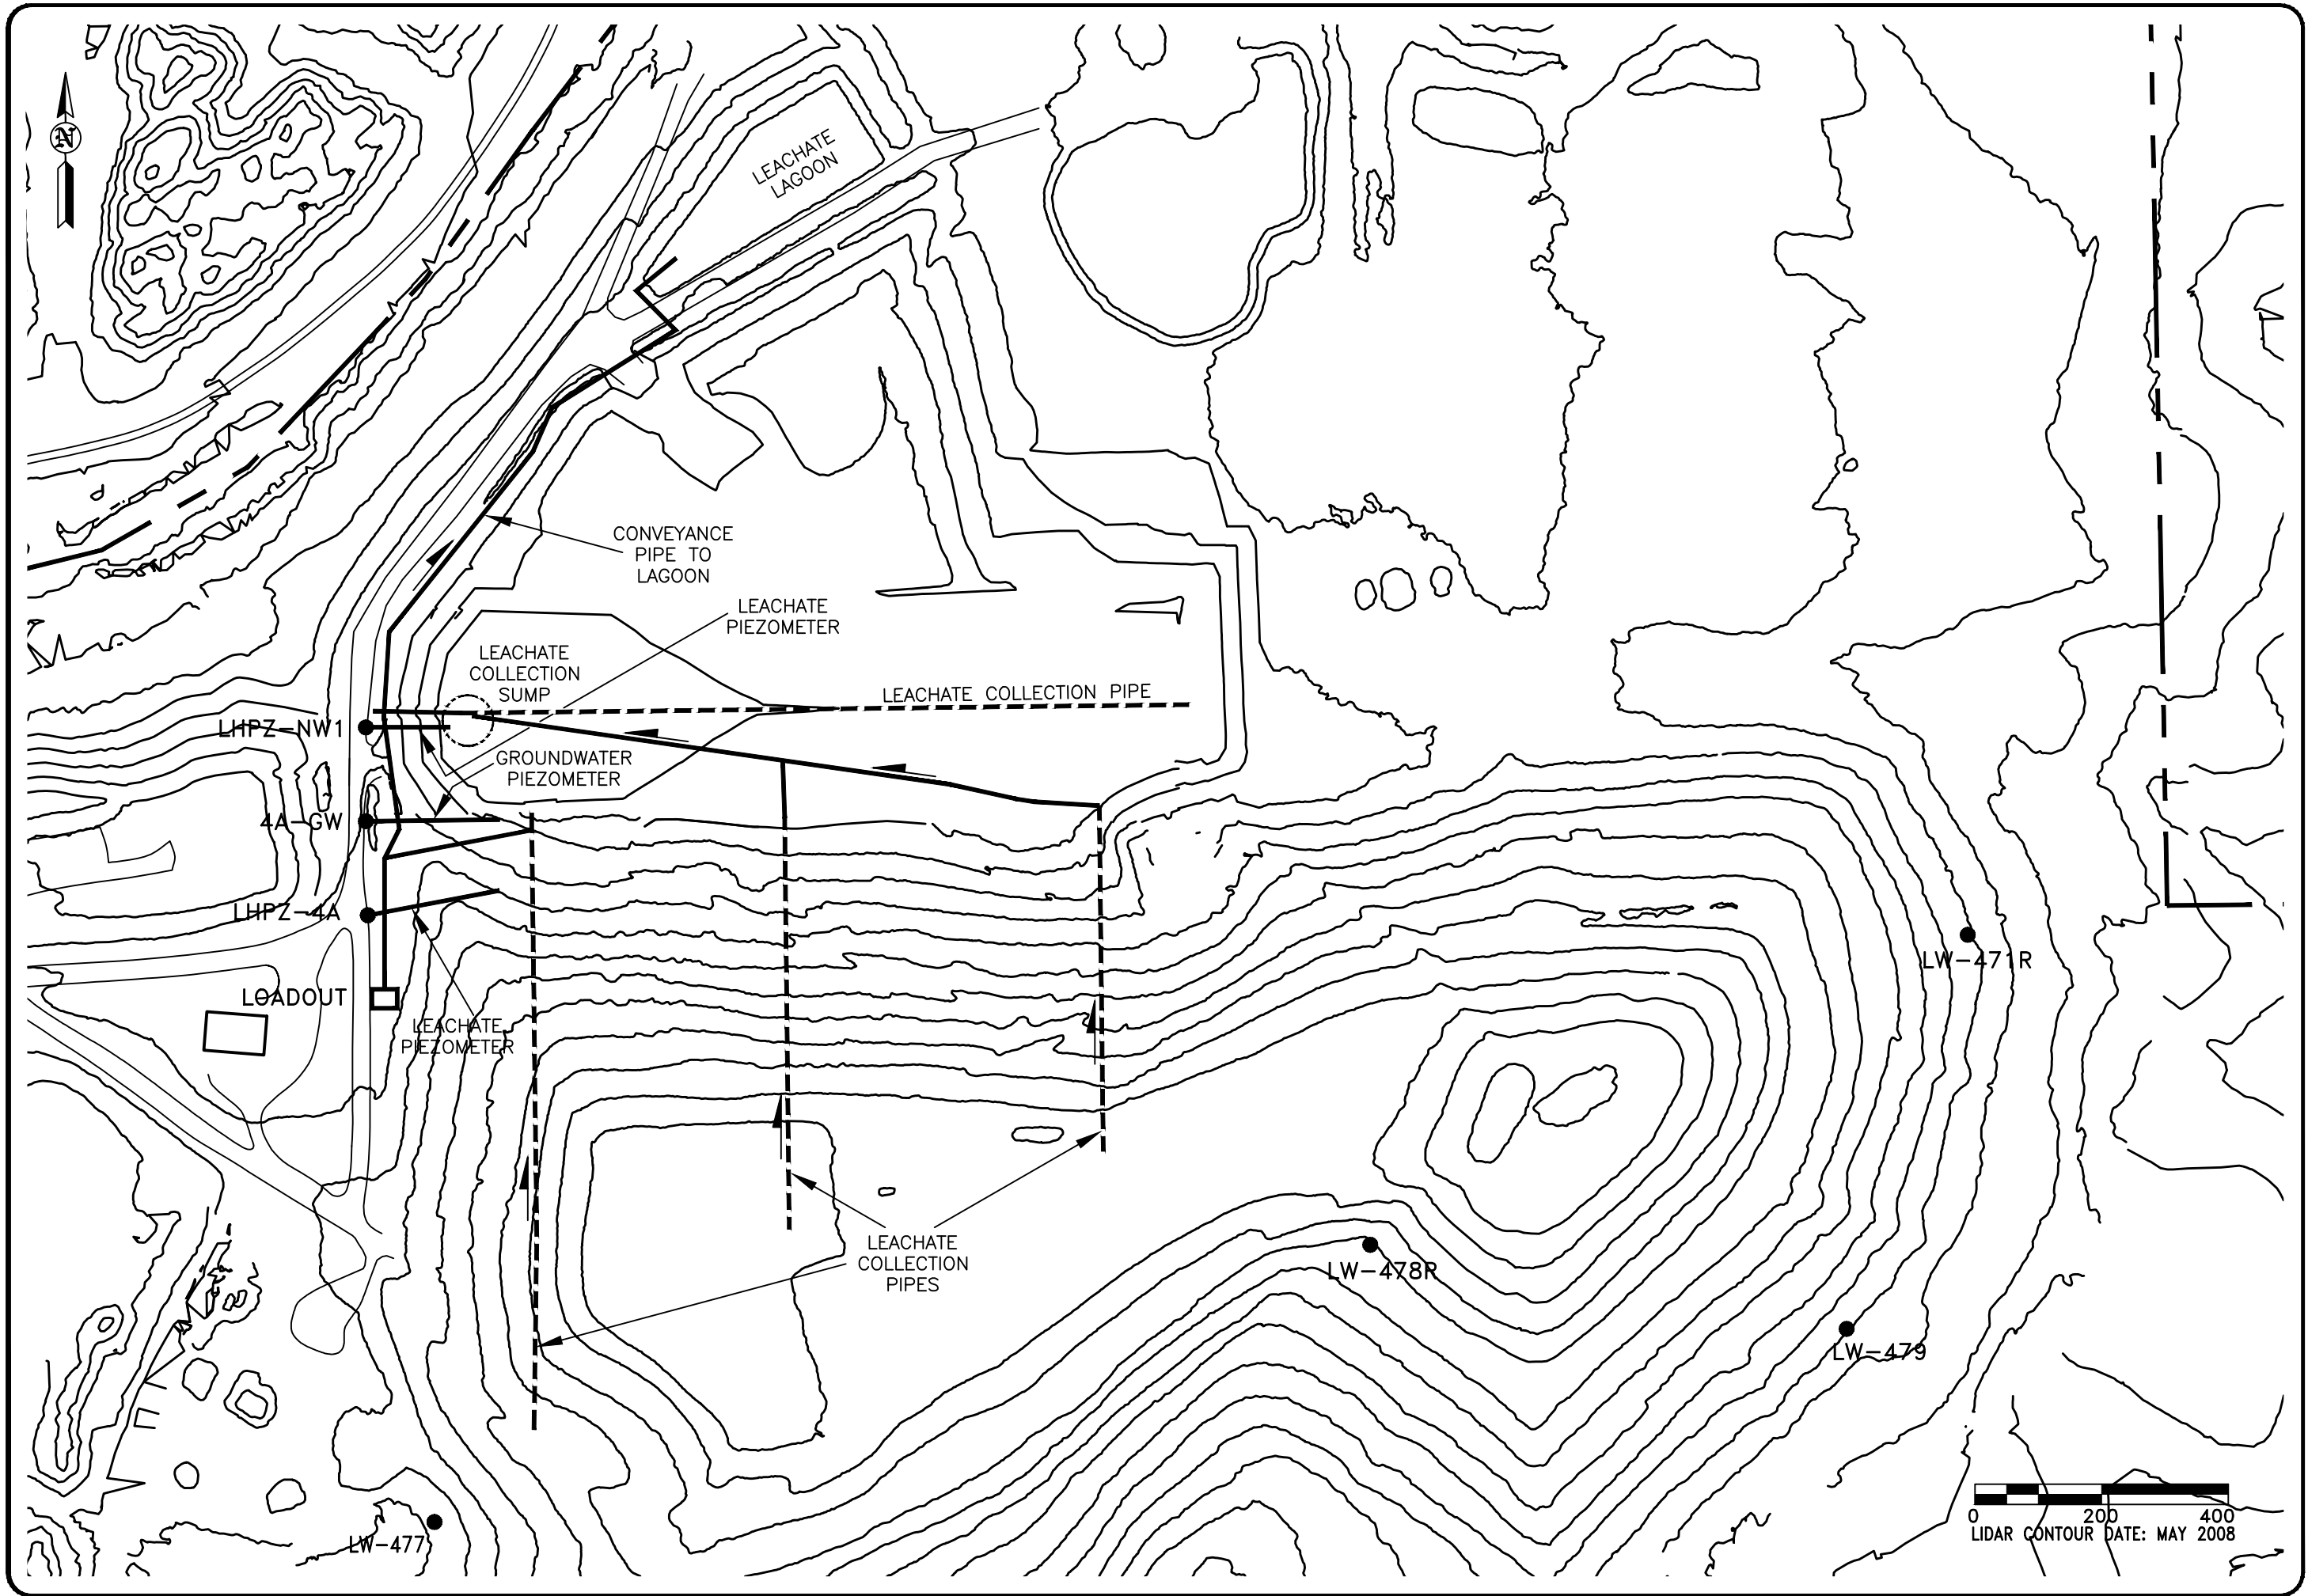 N
LEACHATE
LAGOON
CONVEYANCE
PIPE TO
LAGOON
LEACHATE
PIEZOMETER
LEACHATE
COLLECTION
SUMP
LEACHATE COLLECTION PIPE
LHPZ-NW1
GROUNDWATER
PIEZOMETER
4A-GW
LHPZ-4A
LW-471R
LOADOUT
LEACHATE
PIEZOMETER
LEACHATE
COLLECTION
PIPES
LW-478R
LW-479
LW-477
0 200 400
LIDAR CONTOUR DATE: MAY 2008